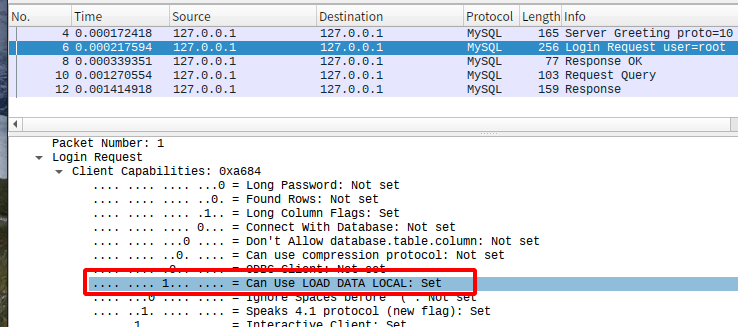 No. Time Source Destination Protocol Length Info
4 0.000172418 127.0.0.1 127.0.0.1 MySQL 165 Server Greeting proto=10
6 0.000217594 127.0.0.1 127.0.0.1 MySQL 256 Login Request user=root
8 0.000339351 127.0.0.1 127.0.0.1 MySQL 77 Response OK
10 0.001270554 127.0.0.1 127.0.0.1 MySQL 103 Request Query
12 0.001414918 127.0.0.1 127.0.0.1 MySQL 159 Response
Packet Number: 1
Login Request
Client Capabilities: 0xa684
.... .... .... ...0 = Long Password: Not set
.... .... .... ..0. = Found Rows: Not set
.... .... .... .1.. = Long Column Flags: Set
.... .... .... 0... = Connect With Database: Not set
.... .... ...0 .... = Don't Allow database.table.column: Not set
.... .... ..0. .... = Can use compression protocol: Not set
.... .... .0.. .... = ODBC Client: Not set
.... .... 1... .... = Can Use LOAD DATA LOCAL: Set
.... ...0 .... .... = Ignore Spaces before '(': Not set
.... ..1. .... .... = Speaks 4.1 protocol (new flag): Set
.... .1.. .... .... = Interactive Client: Set